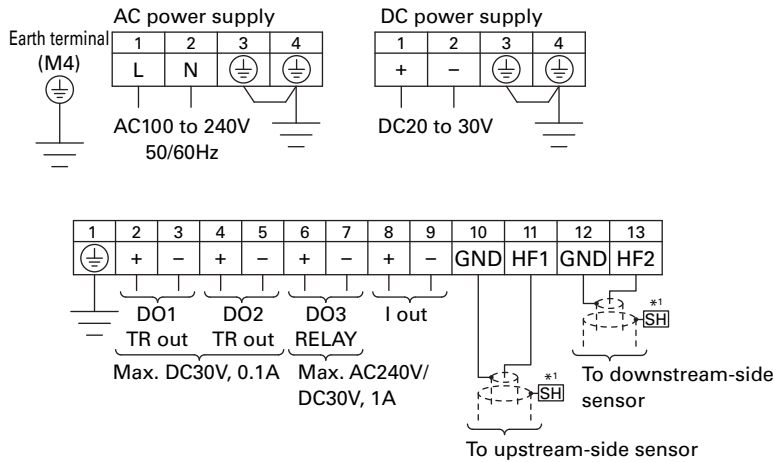 AC power supply
DC power supply
Earth terminal
(M4)
1 2 3 4
L N
AC100 to 240V
50/60Hz
1 2 3 4
+ −
DC20 to 30V
1 2 3 4 5 6 7 8 9 10 11 12 13
+ − + − + − + − GND HF1 GND HF2
DO1
TR out
DO2
TR out
DO3
RELAY
I out
Max. DC30V, 0.1A
Max. AC240V/
DC30V, 1A
*1
SH
To upstream-side sensor
*1
SH
To downstream-side
sensor